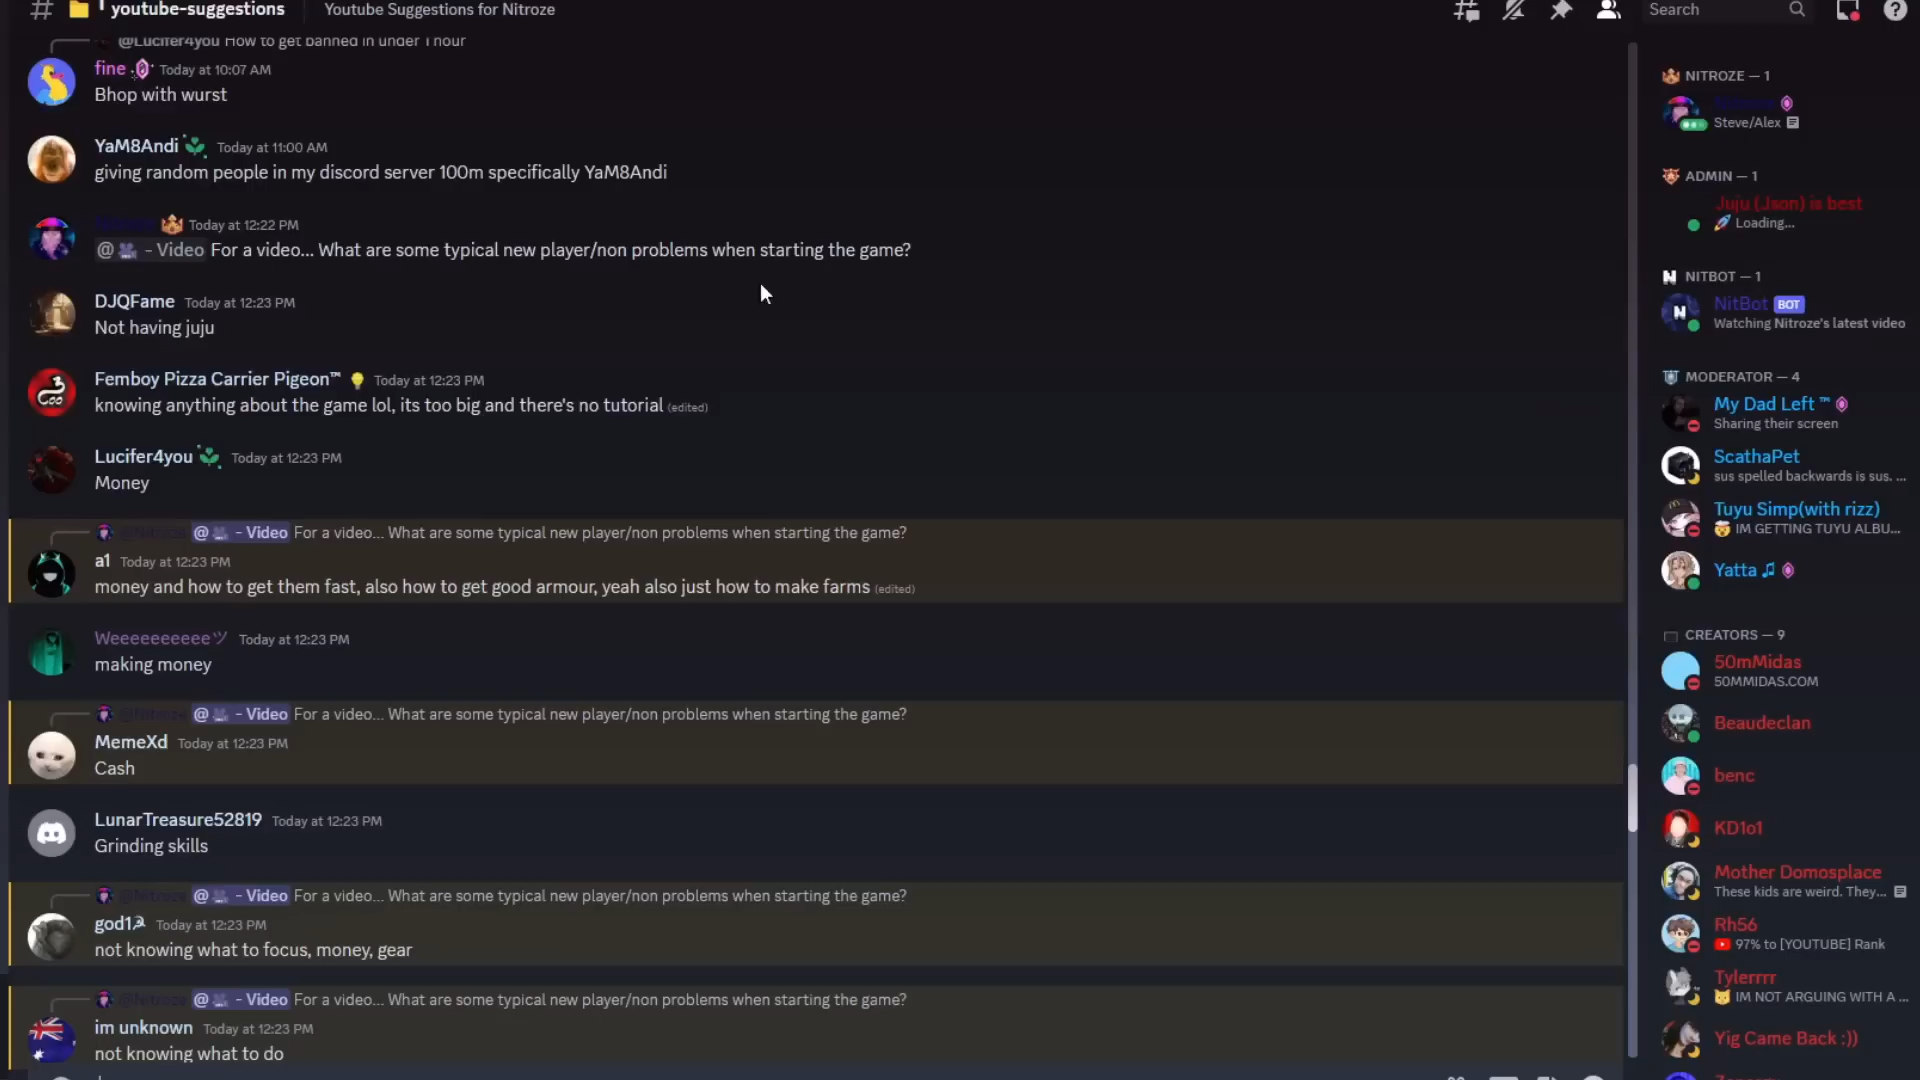 youtube-suggestions
Youtube Suggestions for Nitroze
Search
@Lucifer4you How to get banned in under 1 hour
fine Today at 10:07 AM
Bhop with wurst
YaM8Andi Today at 11:00 AM
giving random people in my discord server 100m specifically YaM8Andi
Today at 12:22 PM
@ - Video For a video... What are some typical new player/non problems when starting the game?
DJQFame Today at 12:23 PM
Not having juju
Femboy Pizza Carrier Pigeon™ Today at 12:23 PM
knowing anything about the game lol, its too big and there's no tutorial (edited)
Lucifer4you Today at 12:23 PM
Money
@Nitroze @ - Video For a video... What are some typical new player/non problems when starting the game?
a1 Today at 12:23 PM
money and how to get them fast, also how to get good armour, yeah also just how to make farms (edited)
Weeeeeeeeeeツ Today at 12:23 PM
making money
@Nitroze @ - Video For a video... What are some typical new player/non problems when starting the game?
MemeXd Today at 12:23 PM
Cash
LunarTreasure52819 Today at 12:23 PM
Grinding skills
@Nitroze @ - Video For a video... What are some typical new player/non problems when starting the game?
god1☭ Today at 12:23 PM
not knowing what to focus, money, gear
@Nitroze @ - Video For a video... What are some typical new player/non problems when starting the game?
im unknown Today at 12:23 PM
not knowing what to do
NITROZE — 1
Steve/Alex
ADMIN — 1
Juju (Json) is best
Loading...
NITBOT — 1
NitBot BOT
Watching Nitroze's latest video
MODERATOR — 4
My Dad Left ™
Sharing their screen
ScathaPet
sus spelled backwards is sus. ...
Tuyu Simp(with rizz)
IM GETTING TUYU ALBU...
Yatta ♫
CREATORS — 9
50mMidas
50MMIDAS.COM
Beaudeclan
benc
KD1o1
Mother Domosplace
These kids are weird. They...
Rh56
97% to [YOUTUBE] Rank
Tylerrrr
IM NOT ARGUING WITH A ...
Yig Came Back :))